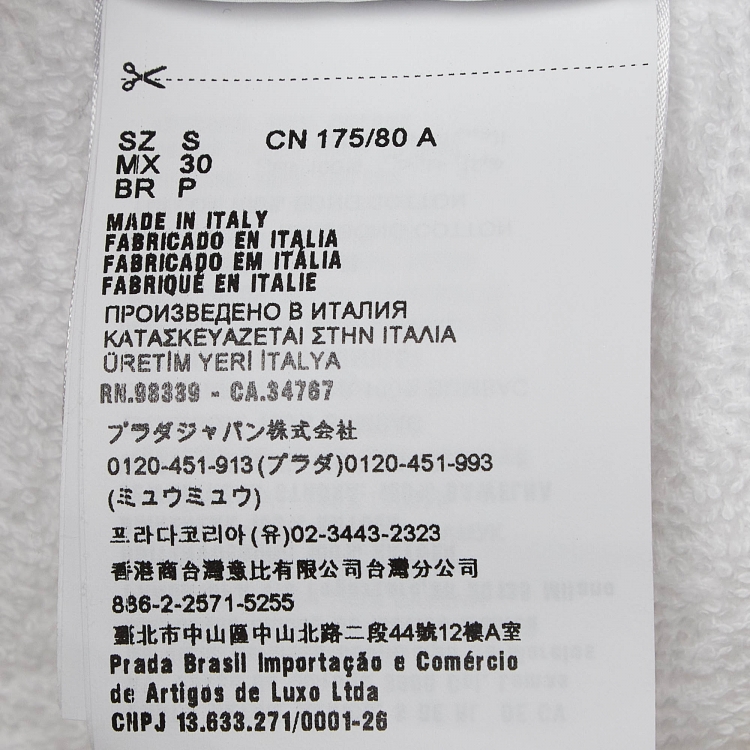 SZ S CN 175/80 A
MX 30
BR P
MADE IN ITALY
FABRICADO EN ITALIA
FABRICADO EM ITÁLIA
FABRIQUÉ EN ITALIE
ПРОИЗВЕДЕНО В ИТАЛИЯ
ΚΑΤΑΣΚΕΥΑΖΕΤΑΙ ΣΤΗΝ ΙΤΑΛΙΑ
ÜRETİM YERİ İTALYA
RN.98339 - CA.34767
プラダジャパン株式会社
0120-451-913(プラダ)0120-451-993
(ミュウミュウ)
프라다코리아(유)02-3443-2323
香港商台灣意比有限公司台灣分公司
886-2-2571-5255
臺北市中山區中山北路二段44號12樓A室
Prada Brasil Importação e Comércio
de Artigos de Luxo Ltda
CNPJ 13.633.271/0001-26